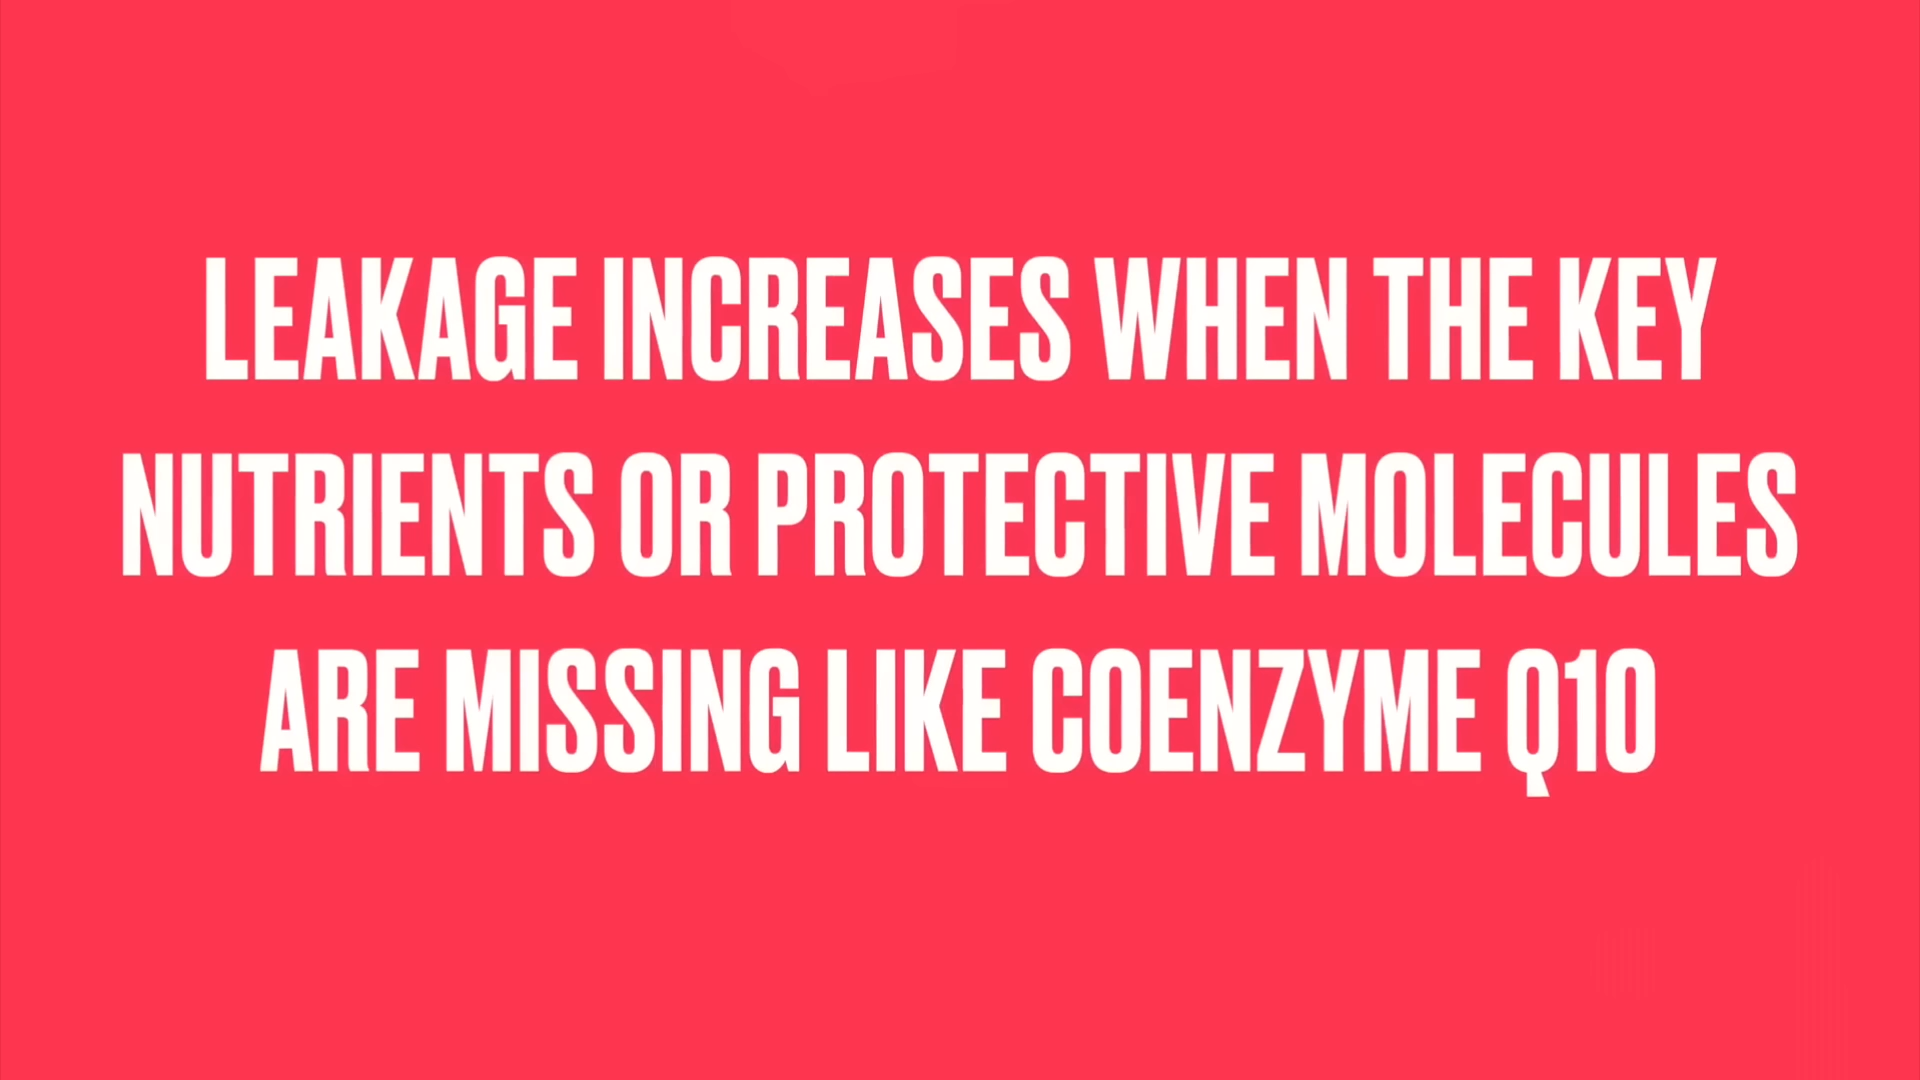 LEAKAGE INCREASES WHEN THE KEY
NUTRIENTS OR PROTECTIVE MOLECULES
ARE MISSING LIKE COENZYME Q10